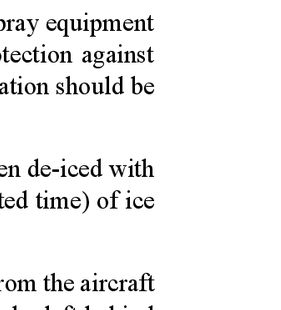 pray equipment
otection against
ation should be
en de-iced with
ted time) of ice
rom the aircraft